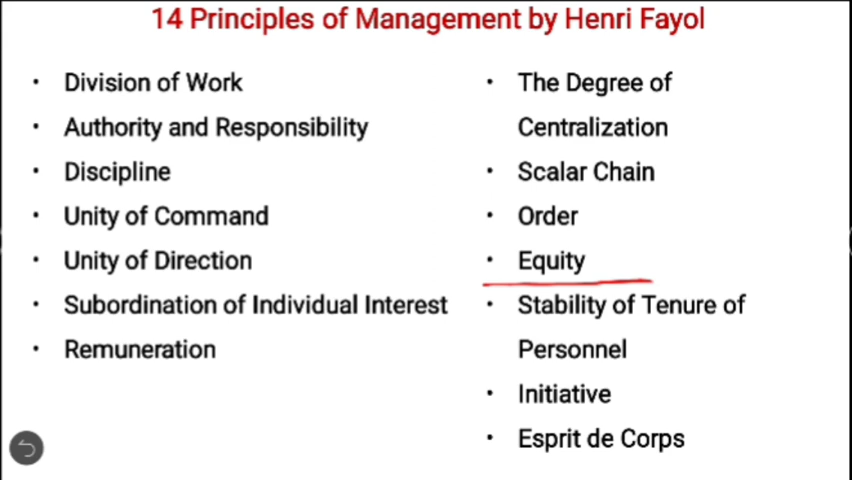 14 Principles of Management by Henri Fayol
• Division of Work
• Authority and Responsibility
• Discipline
• Unity of Command
• Unity of Direction
• Subordination of Individual Interest
• Remuneration
• The Degree of
Centralization
• Scalar Chain
• Order
• Equity
• Stability of Tenure of
Personnel
• Initiative
• Esprit de Corps